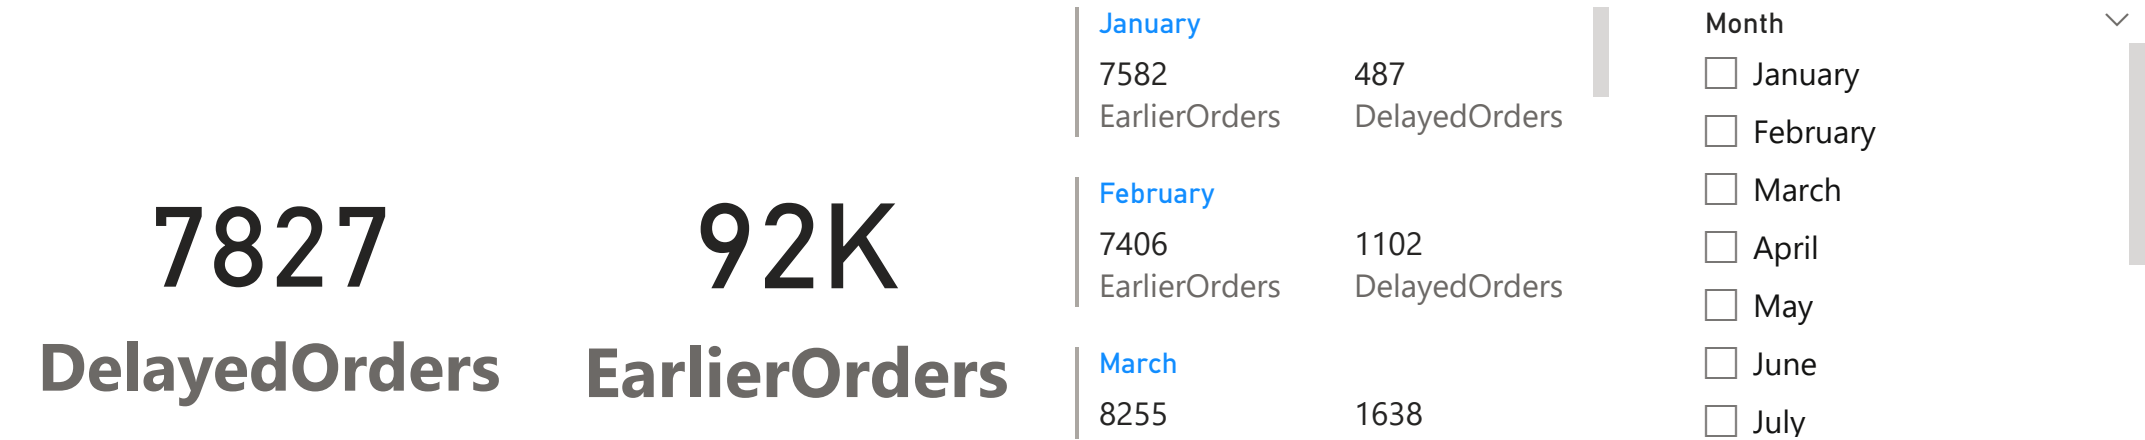 7827
DelayedOrders
92K
EarlierOrders
January
7582 487
EarlierOrders DelayedOrders
February
7406 1102
EarlierOrders DelayedOrders
March
8255 1638
Month
January
February
March
April
May
June
July